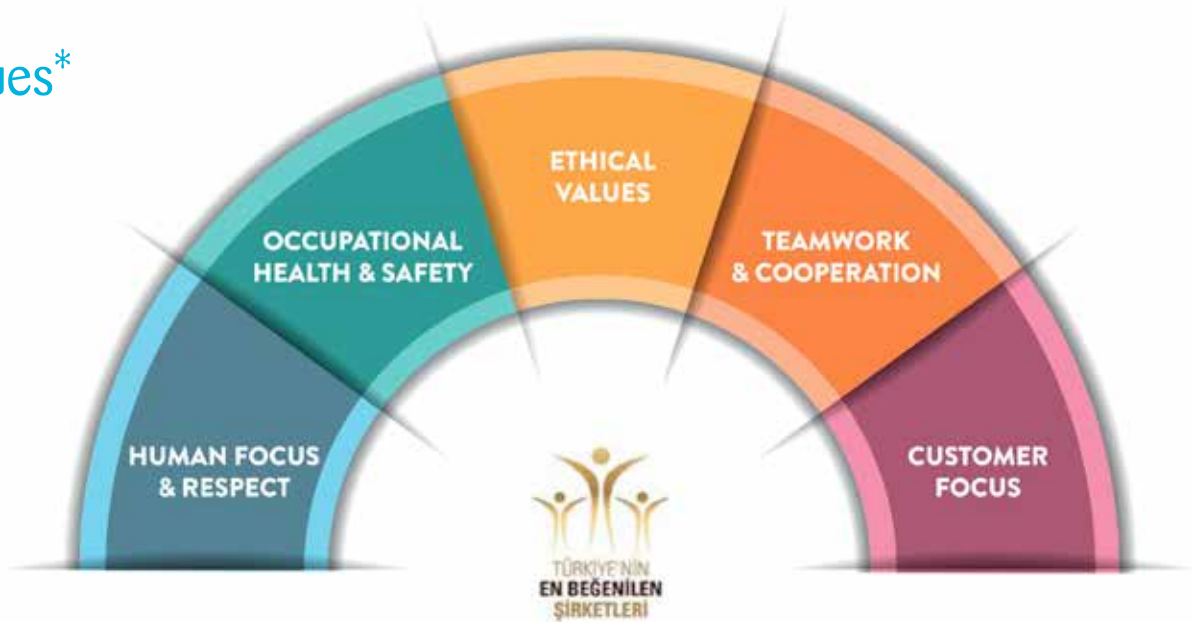 ues*
ETHICAL
VALUES
OCCUPATIONAL
HEALTH & SAFETY
TEAMWORK
& COOPERATION
HUMAN FOCUS
& RESPECT
CUSTOMER
FOCUS
TÜRKİYE'NİN
EN BEĞENİLEN
ŞİRKETLERİ